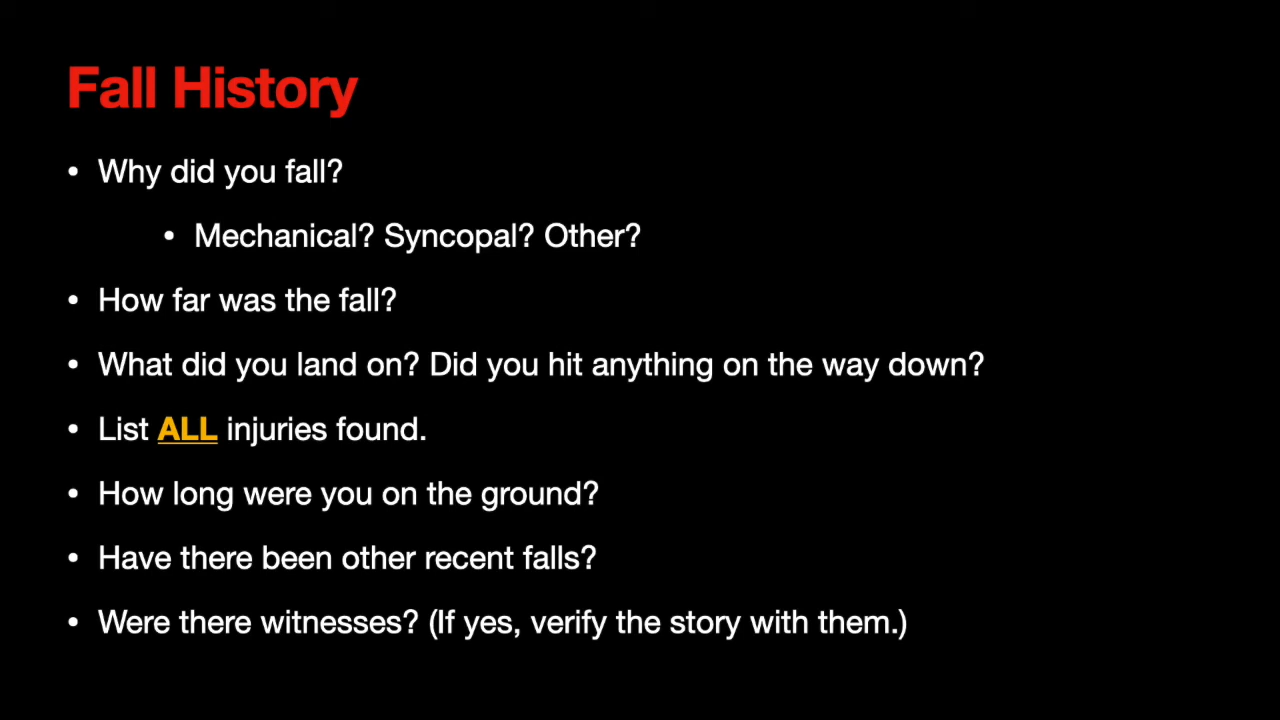 Fall History
• Why did you fall?
• Mechanical? Syncopal? Other?
• How far was the fall?
• What did you land on? Did you hit anything on the way down?
• List ALL injuries found.
• How long were you on the ground?
• Have there been other recent falls?
• Were there witnesses? (If yes, verify the story with them.)